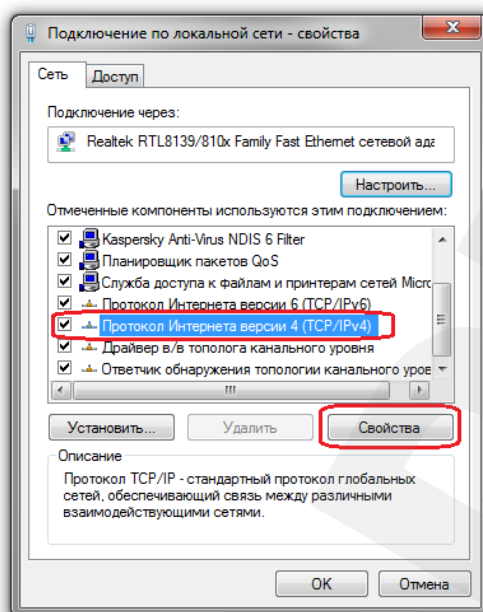 Подключение по локальной сети - свойства
Сеть Доступ
Подключение через:
Realtek RTL8139/810x Family Fast Ethernet сетевой ада
Настроить...
Отмеченные компоненты используются этим подключением:
Kaspersky Anti-Virus NDIS 6 Filter
Планировщик пакетов QoS
Служба доступа к файлам и принтерам сетей Micro
Протокол Интернета версии 6 (TCP/IPv6)
Протокол Интернета версии 4 (TCP/IPv4)
Драйвер в/в тополога канального уровня
Ответчик обнаружения топологии канального уров
Установить... Удалить Свойства
Описание
Протокол TCP/IP - стандартный протокол глобальных
сетей, обеспечивающий связь между различными
взаимодействующими сетями.
OK Отмена